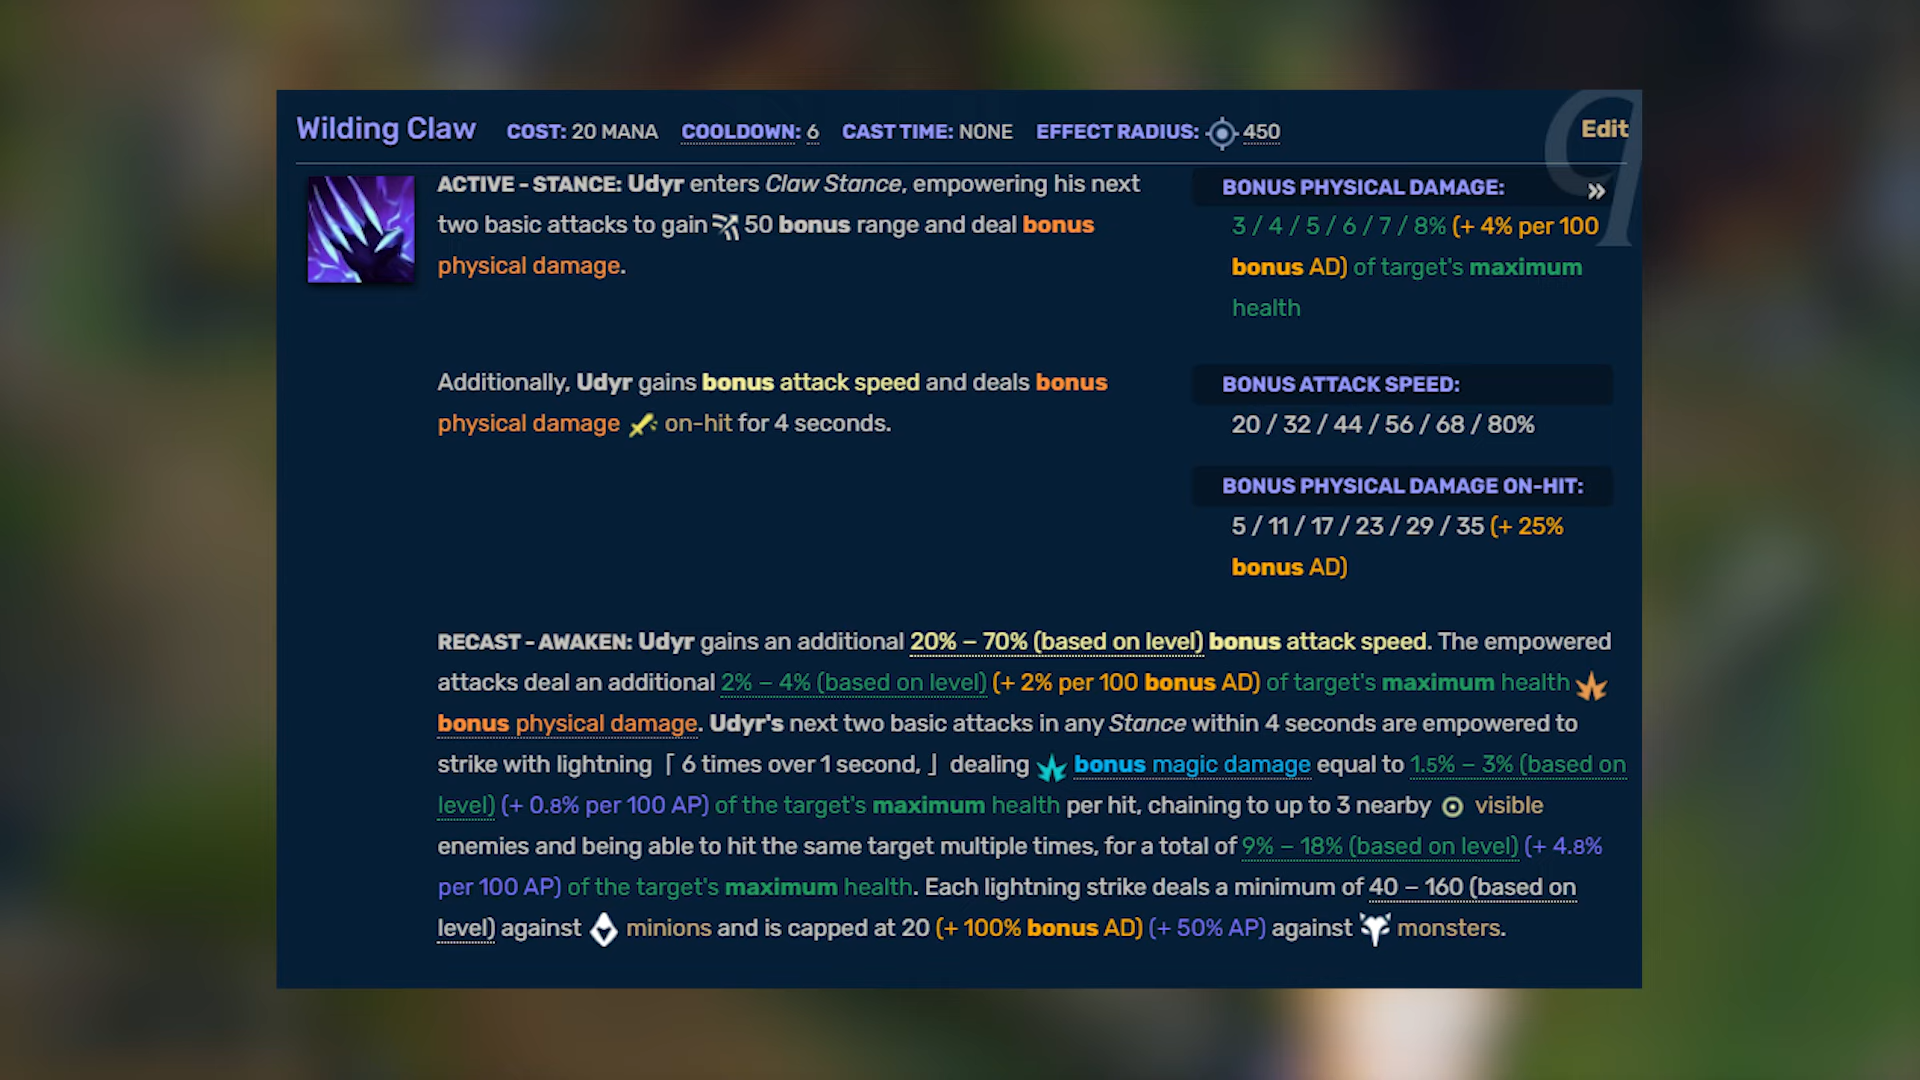 Wilding Claw COST: 20 MANA COOLDOWN: 6 CAST TIME: NONE EFFECT RADIUS: 450 Edit
q
ACTIVE - STANCE: Udyr enters Claw Stance, empowering his next
two basic attacks to gain 50 bonus range and deal bonus
physical damage.
BONUS PHYSICAL DAMAGE: »
3 / 4 / 5 / 6 / 7 / 8% (+ 4% per 100
bonus AD) of target's maximum
health
Additionally, Udyr gains bonus attack speed and deals bonus
physical damage on-hit for 4 seconds.
BONUS ATTACK SPEED:
20 / 32 / 44 / 56 / 68 / 80%
BONUS PHYSICAL DAMAGE ON-HIT:
5 / 11 / 17 / 23 / 29 / 35 (+ 25%
bonus AD)
RECAST - AWAKEN: Udyr gains an additional 20% – 70% (based on level) bonus attack speed. The empowered
attacks deal an additional 2% – 4% (based on level) (+ 2% per 100 bonus AD) of target's maximum health
bonus physical damage. Udyr's next two basic attacks in any Stance within 4 seconds are empowered to
strike with lightning ⌈ 6 times over 1 second, ⌋ dealing bonus magic damage equal to 1.5% – 3% (based on
level) (+ 0.8% per 100 AP) of the target's maximum health per hit, chaining to up to 3 nearby visible
enemies and being able to hit the same target multiple times, for a total of 9% – 18% (based on level) (+ 4.8%
per 100 AP) of the target's maximum health. Each lightning strike deals a minimum of 40 – 160 (based on
level) against minions and is capped at 20 (+ 100% bonus AD) (+ 50% AP) against monsters.